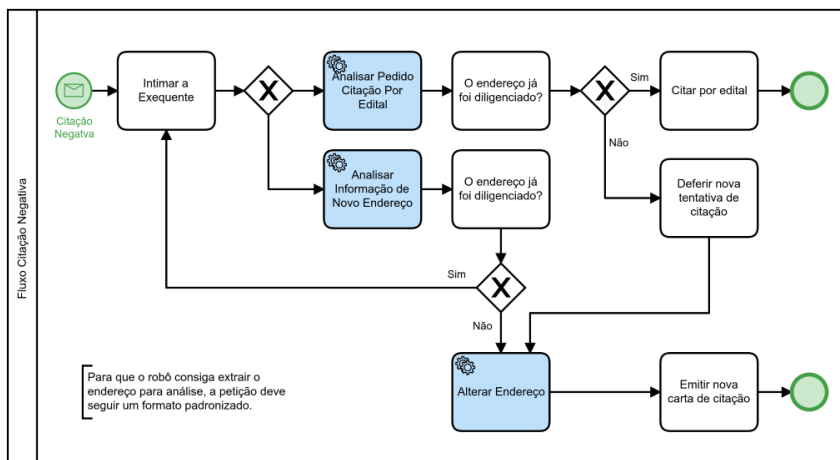 Fluxo Citação Negativa
Citação
Negatva
Intimar a
Exequente
X
Analisar Pedido
Citação Por
Edital
O endereço já
foi diligenciado?
X
Sim
Citar por edital
Não
Analisar
Informação de
Novo Endereço
O endereço já
foi diligenciado?
Deferir nova
tentativa de
citação
Sim
X
Não
Para que o robô consiga extrair o
endereço para análise, a petição deve
seguir um formato padronizado.
Alterar Endereço
Emitir nova
carta de citação